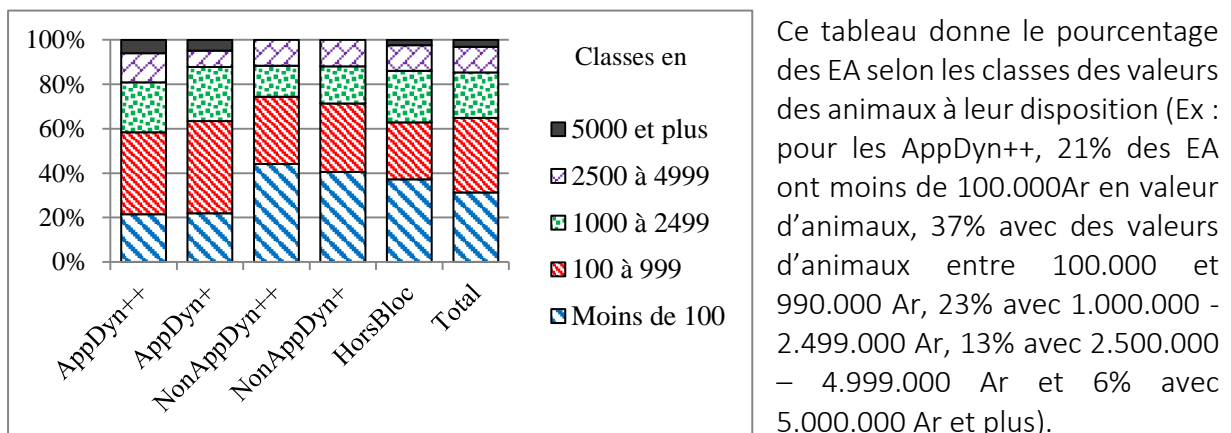 100%
80%
60%
40%
20%
0%
AppDyn++
AppDyn+
NonAppDyn++
NonAppDyn+
HorsBloc
Total
Classes en
5000 et plus
2500 à 4999
1000 à 2499
100 à 999
Moins de 100
Ce tableau donne le pourcentage
des EA selon les classes des valeurs
des animaux à leur disposition (Ex :
pour les AppDyn++, 21% des EA
ont moins de 100.000Ar en valeur
d’animaux, 37% avec des valeurs
d’animaux entre 100.000 et
990.000 Ar, 23% avec 1.000.000 -
2.499.000 Ar, 13% avec 2.500.000
– 4.999.000 Ar et 6% avec
5.000.000 Ar et plus).